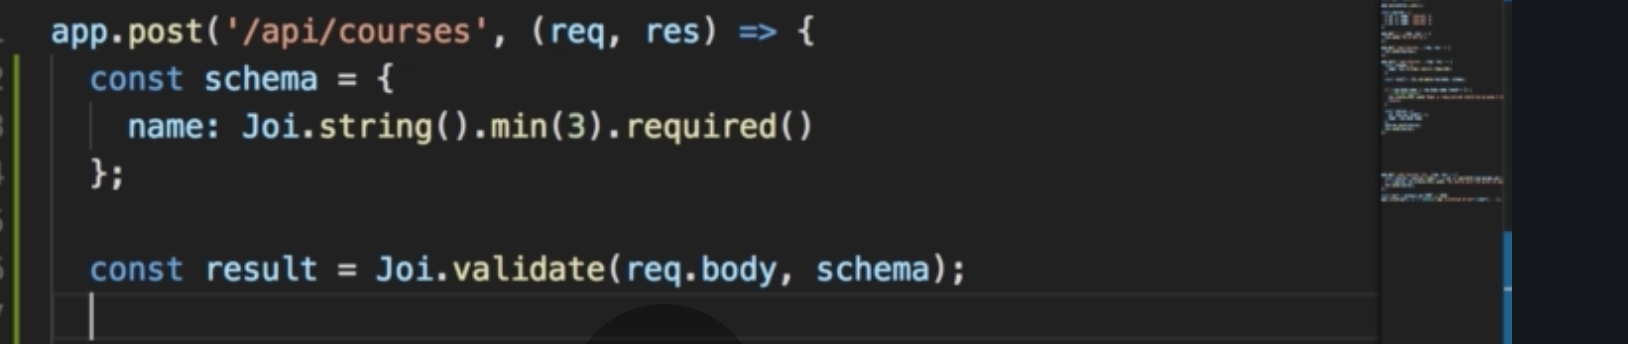 app.post('/api/courses', (req, res) => {
const schema = {
name: Joi.string().min(3).required()
};
const result = Joi.validate(req.body, schema);